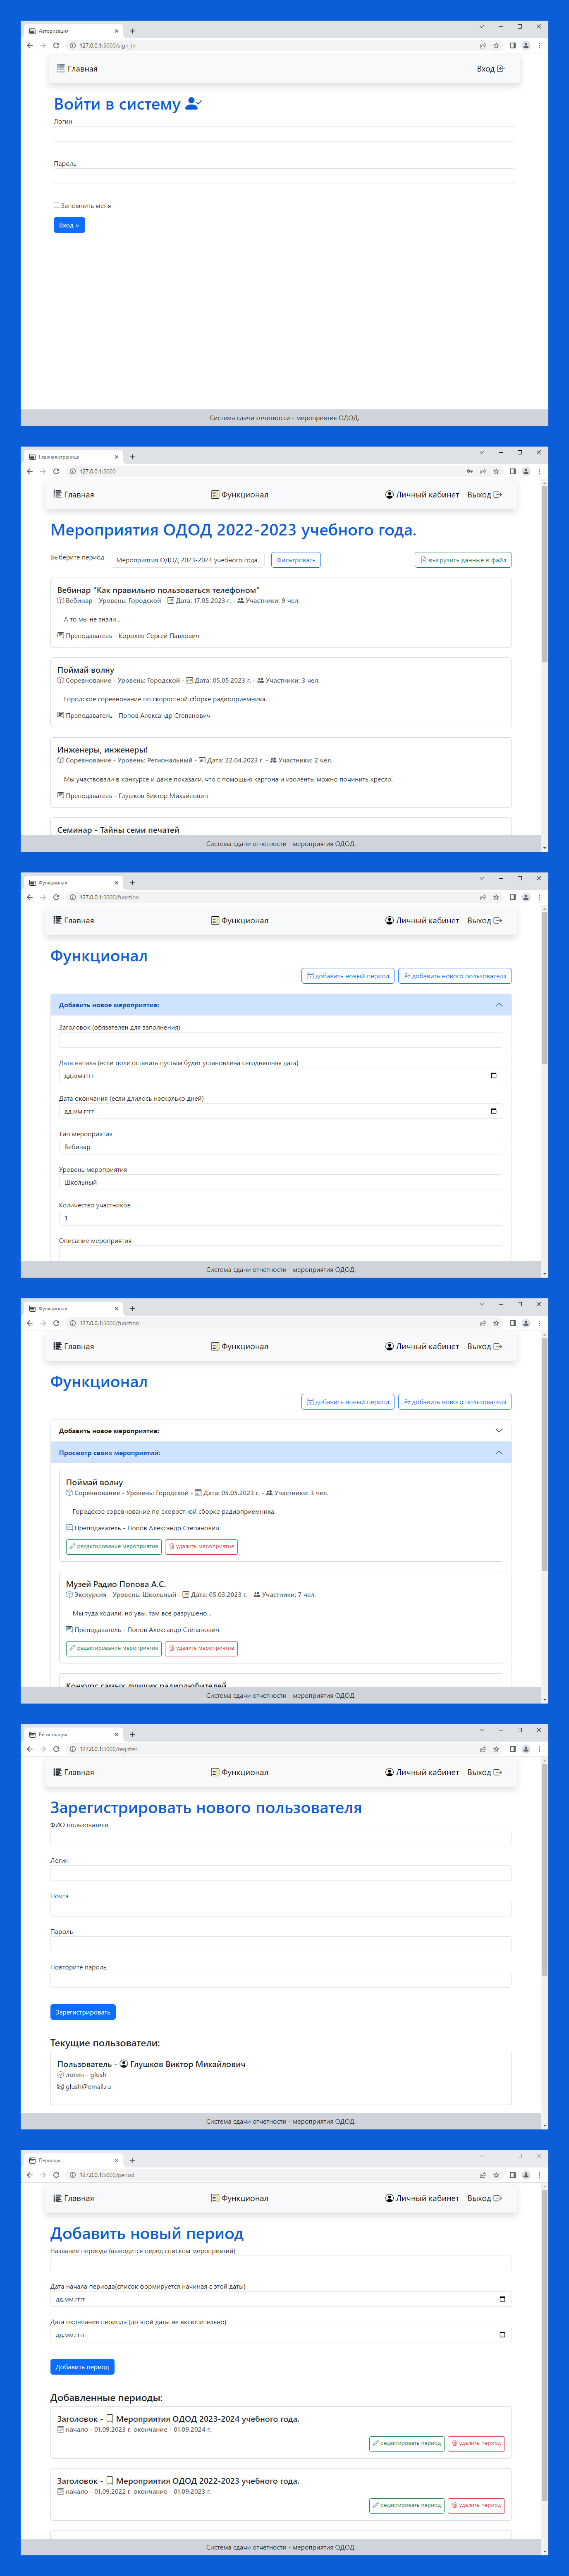 Авторизация
127.0.0.1:5000/sign_in
Главная Вход
Войти в систему
Логин
Пароль
Запомнить меня
Вход >
Система сдачи отчетности - мероприятия ОДОД.
Главная страница
127.0.0.1:5000
Главная Функционал Личный кабинет Выход
Мероприятия ОДОД 2022-2023 учебного года.
Выберите период Мероприятия ОДОД 2023-2024 учебного года. Фильтровать выгрузить данные в файл
Вебинар "Как правильно пользоваться телефоном"
Вебинар - Уровень: Городской - Дата: 17.05.2023 г. - Участники: 9 чел.
А то мы не знали...
Преподаватель - Королев Сергей Павлович
Поймай волну
Соревнование - Уровень: Городской - Дата: 05.05.2023 г. - Участники: 3 чел.
Городское соревнование по скоростной сборке радиоприемника.
Преподаватель - Попов Александр Степанович
Инженеры, инженеры!
Соревнование - Уровень: Региональный - Дата: 22.04.2023 г. - Участники: 2 чел.
Мы участвовали в конкурсе и даже показали, что с помощью картона и изоленты можно починить кресло.
Преподаватель - Глушков Виктор Михайлович
Семинар - Тайны семи печатей
Система сдачи отчетности - мероприятия ОДОД.
Функционал
127.0.0.1:5000/function
Главная Функционал Личный кабинет Выход
Функционал
добавить новый период добавить нового пользователя
Добавить новое мероприятие:
Заголовок (обязателен для заполнения)
Дата начала (если поле оставить пустым будет установлена сегодняшняя дата)
дд.мм.гггг
Дата окончания (если длилось несколько дней)
дд.мм.гггг
Тип мероприятия
Вебинар
Уровень мероприятия
Школьный
Количество участников
1
Описание мероприятия
Система сдачи отчетности - мероприятия ОДОД.
Функционал
127.0.0.1:5000/function
Главная Функционал Личный кабинет Выход
Функционал
добавить новый период добавить нового пользователя
Добавить новое мероприятие:
Просмотр своих мероприятий:
Поймай волну
Соревнование - Уровень: Городской - Дата: 05.05.2023 г. - Участники: 3 чел.
Городское соревнование по скоростной сборке радиоприемника.
Преподаватель - Попов Александр Степанович
редактирование мероприятия удалить мероприятие
Музей Радио Попова А.С.
Экскурсия - Уровень: Школьный - Дата: 05.03.2023 г. - Участники: 7 чел.
Мы туда ходили, но увы, там все разрушено...
Преподаватель - Попов Александр Степанович
редактирование мероприятия удалить мероприятие
Конкурс самых лучших радиолюбителей
Система сдачи отчетности - мероприятия ОДОД.
Регистрация
127.0.0.1:5000/register
Главная Функционал Личный кабинет Выход
Зарегистрировать нового пользователя
ФИО пользователя
Логин
Почта
Пароль
Повторите пароль
Зарегистрировать
Текущие пользователи:
Пользователь - Глушков Виктор Михайлович
логин - glush
glush@email.ru
Система сдачи отчетности - мероприятия ОДОД.
Периоды
127.0.0.1:5000/period
Главная Функционал Личный кабинет Выход
Добавить новый период
Название периода (выводится перед списком мероприятий)
Дата начала периода(список формируется начиная с этой даты)
дд.мм.гггг
Дата окончания периода (до этой даты не включительно)
дд.мм.гггг
Добавить период
Добавленные периоды:
Заголовок - Мероприятия ОДОД 2023-2024 учебного года.
начало - 01.09.2023 г. окончание - 01.09.2024 г.
редактировать период удалить период
Заголовок - Мероприятия ОДОД 2022-2023 учебного года.
начало - 01.09.2022 г. окончание - 01.09.2023 г.
редактировать период удалить период
Система сдачи отчетности - мероприятия ОДОД.